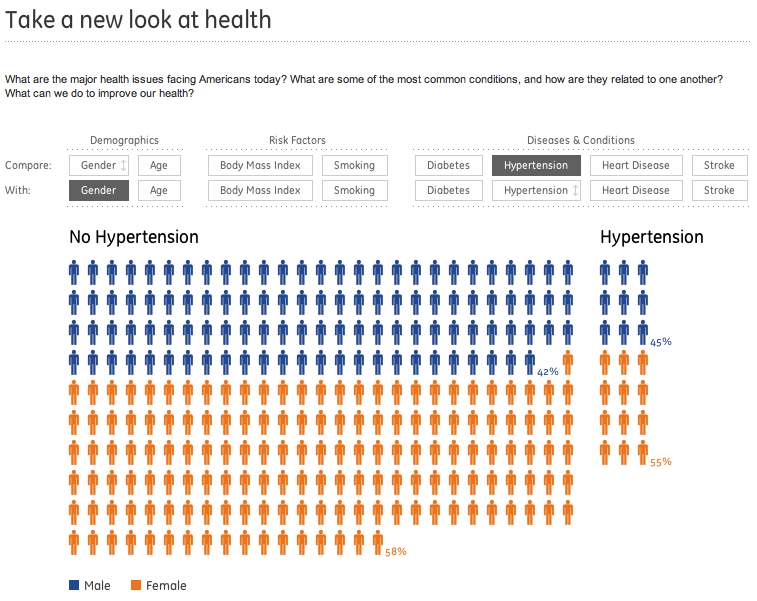 Take a new look at health
What are the major health issues facing Americans today? What are some of the most common conditions, and how are they related to one another?
What can we do to improve our health?
Demographics Risk Factors Diseases & Conditions
Compare: Gender Age Body Mass Index Smoking Diabetes Hypertension Heart Disease Stroke
With: Gender Age Body Mass Index Smoking Diabetes Hypertension Heart Disease Stroke
No Hypertension Hypertension
45%
42%
55%
58%
Male Female